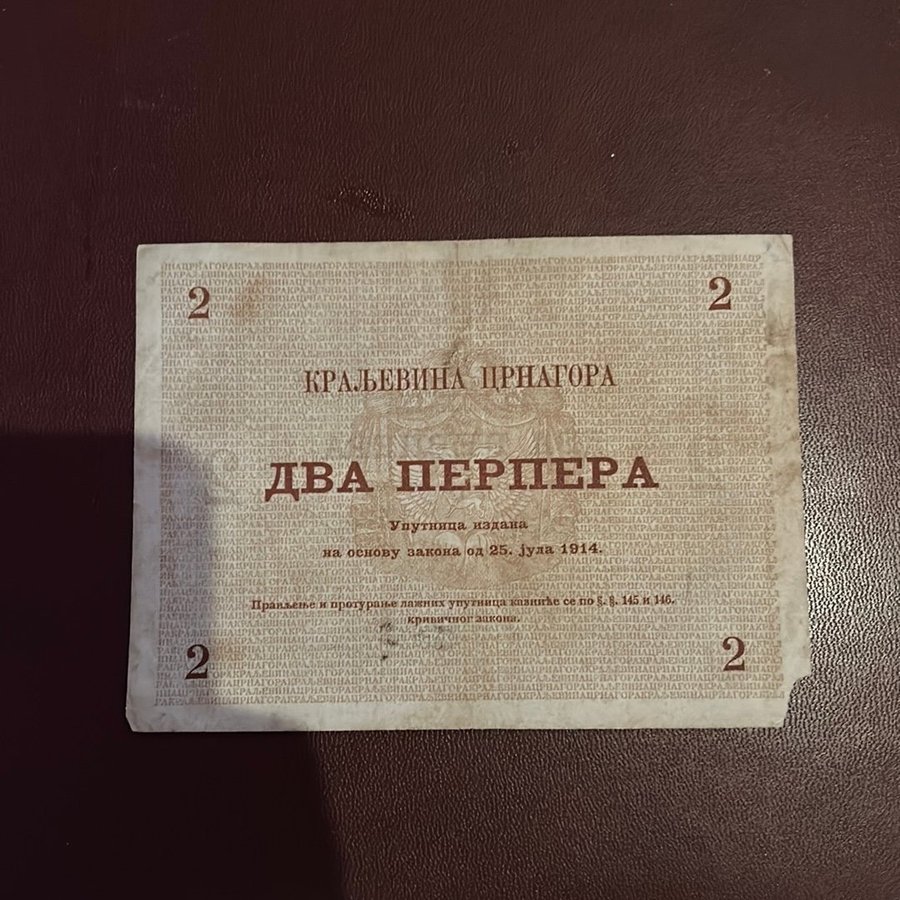 2 2
КРАЉЕВИНА ЦРНАГОРА
ДВА ПЕРПЕРА
Упутница издана
на основу закона од 25. јула 1914.
Прављење и протурање лажних упутница казниће се по §. §. 145 и 146.
кривичног закона.
2 2